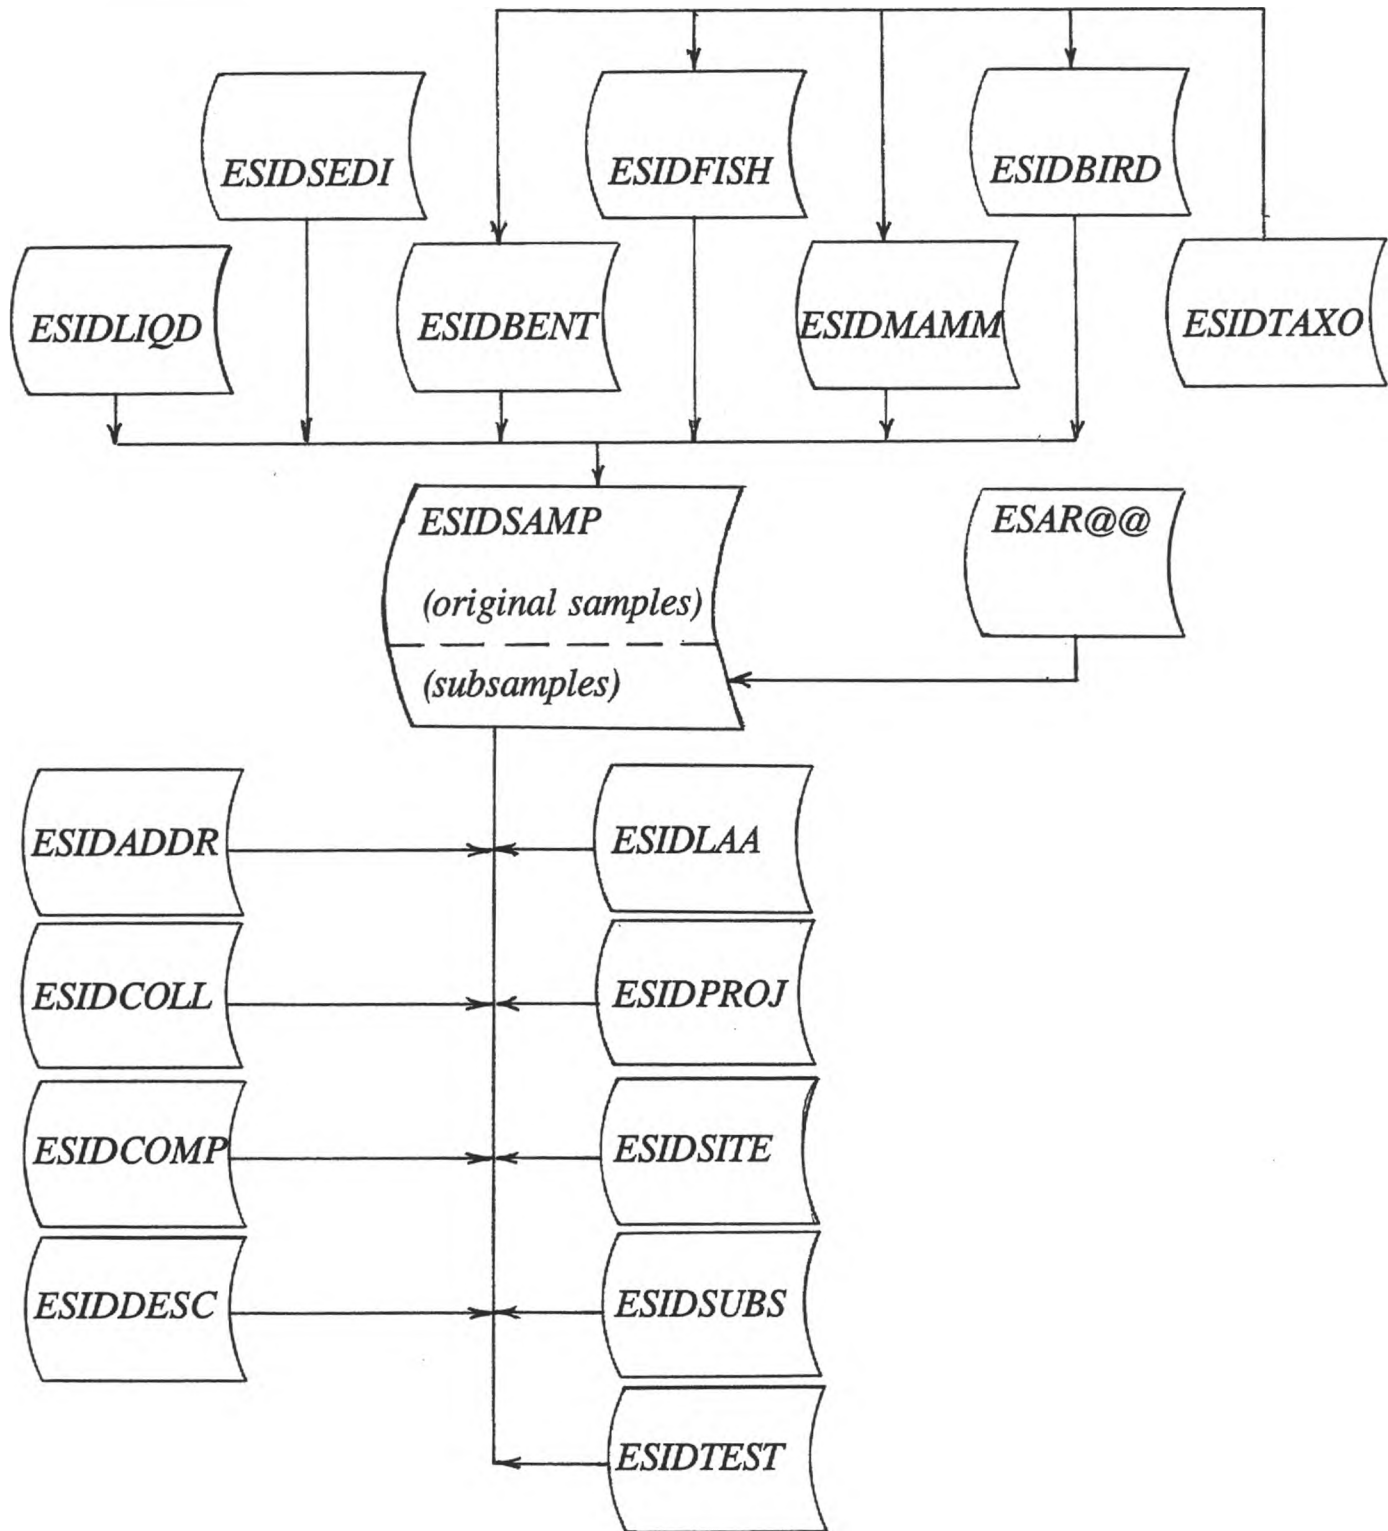 ESIDSEDI
ESIDFISH
ESIDBIRD
ESIDLIQD
ESIDBENT
ESIDMAMM
ESIDTAXO
ESIDSAMP
(original samples)
(subsamples)
ESAR@@
ESIDADDR
ESIDLAA
ESIDCOLL
ESIDPROJ
ESIDCOMP
ESIDSITE
ESIDDESC
ESIDSUBS
ESIDTEST